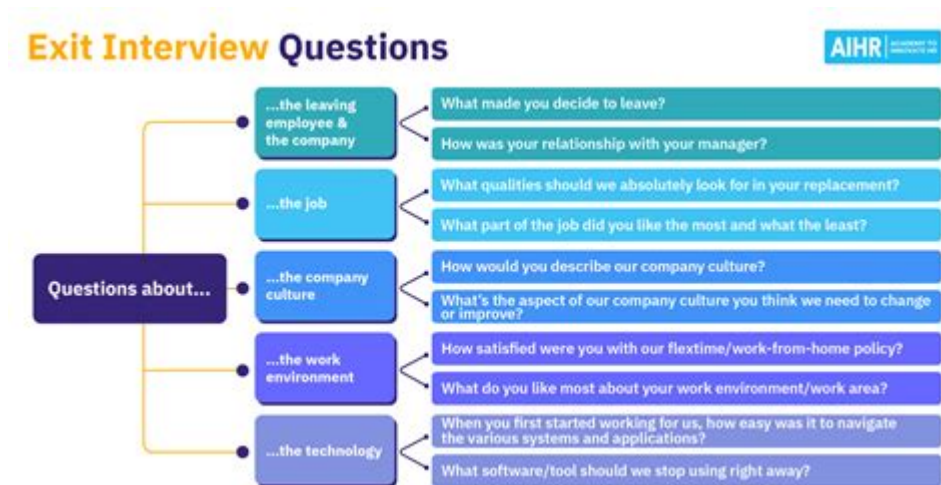 Exit Interview Questions
AIHR
ACADEMY TO
INNOVATE HR
Questions about...
...the leaving
employee &
the company
What made you decide to leave?
How was your relationship with your manager?
...the job
What qualities should we absolutely look for in your replacement?
What part of the job did you like the most and what the least?
...the company
culture
How would you describe our company culture?
What's the aspect of our company culture you think we need to change
or improve?
...the work
environment
How satisfied were you with our flextime/work-from-home policy?
What do you like most about your work environment/work area?
...the technology
When you first started working for us, how easy was it to navigate
the various systems and applications?
What software/tool should we stop using right away?